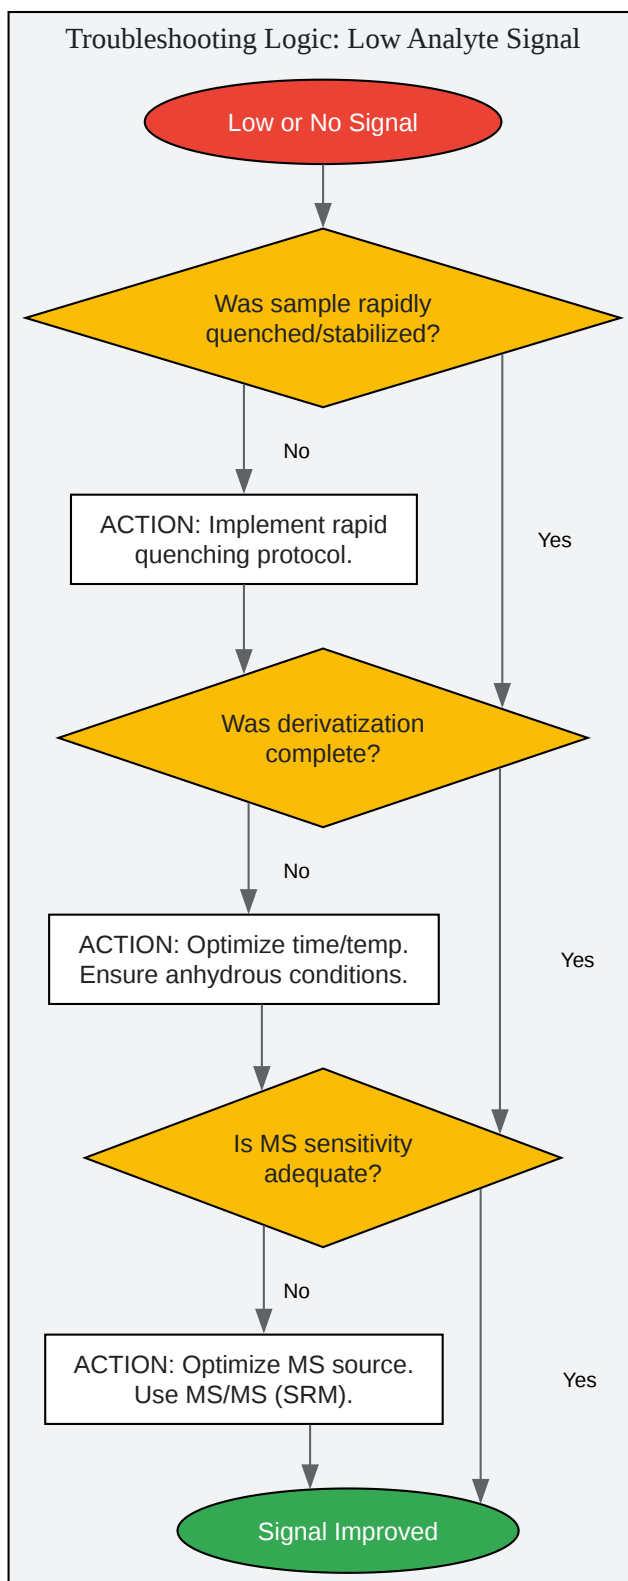 Troubleshooting Logic: Low Analyte Signal
Low or No Signal
Was sample rapidly
quenched/stabilized?
No
Yes
ACTION: Implement rapid
quenching protocol.
Was derivatization
complete?
No
Yes
ACTION: Optimize time/temp.
Ensure anhydrous conditions.
Is MS sensitivity
adequate?
No
Yes
ACTION: Optimize MS source.
Use MS/MS (SRM).
Signal Improved